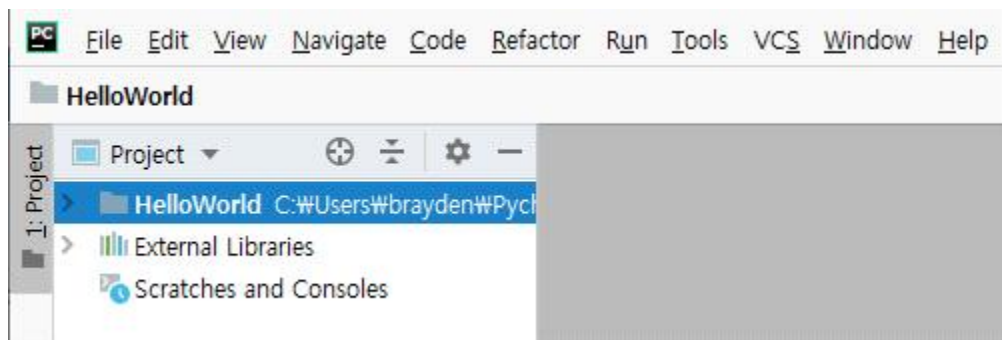 PC File Edit View Navigate Code Refactor Run Tools VCS Window Help
HelloWorld
1: Project
Project
HelloWorld C:₩Users₩brayden₩Pych
External Libraries
Scratches and Consoles